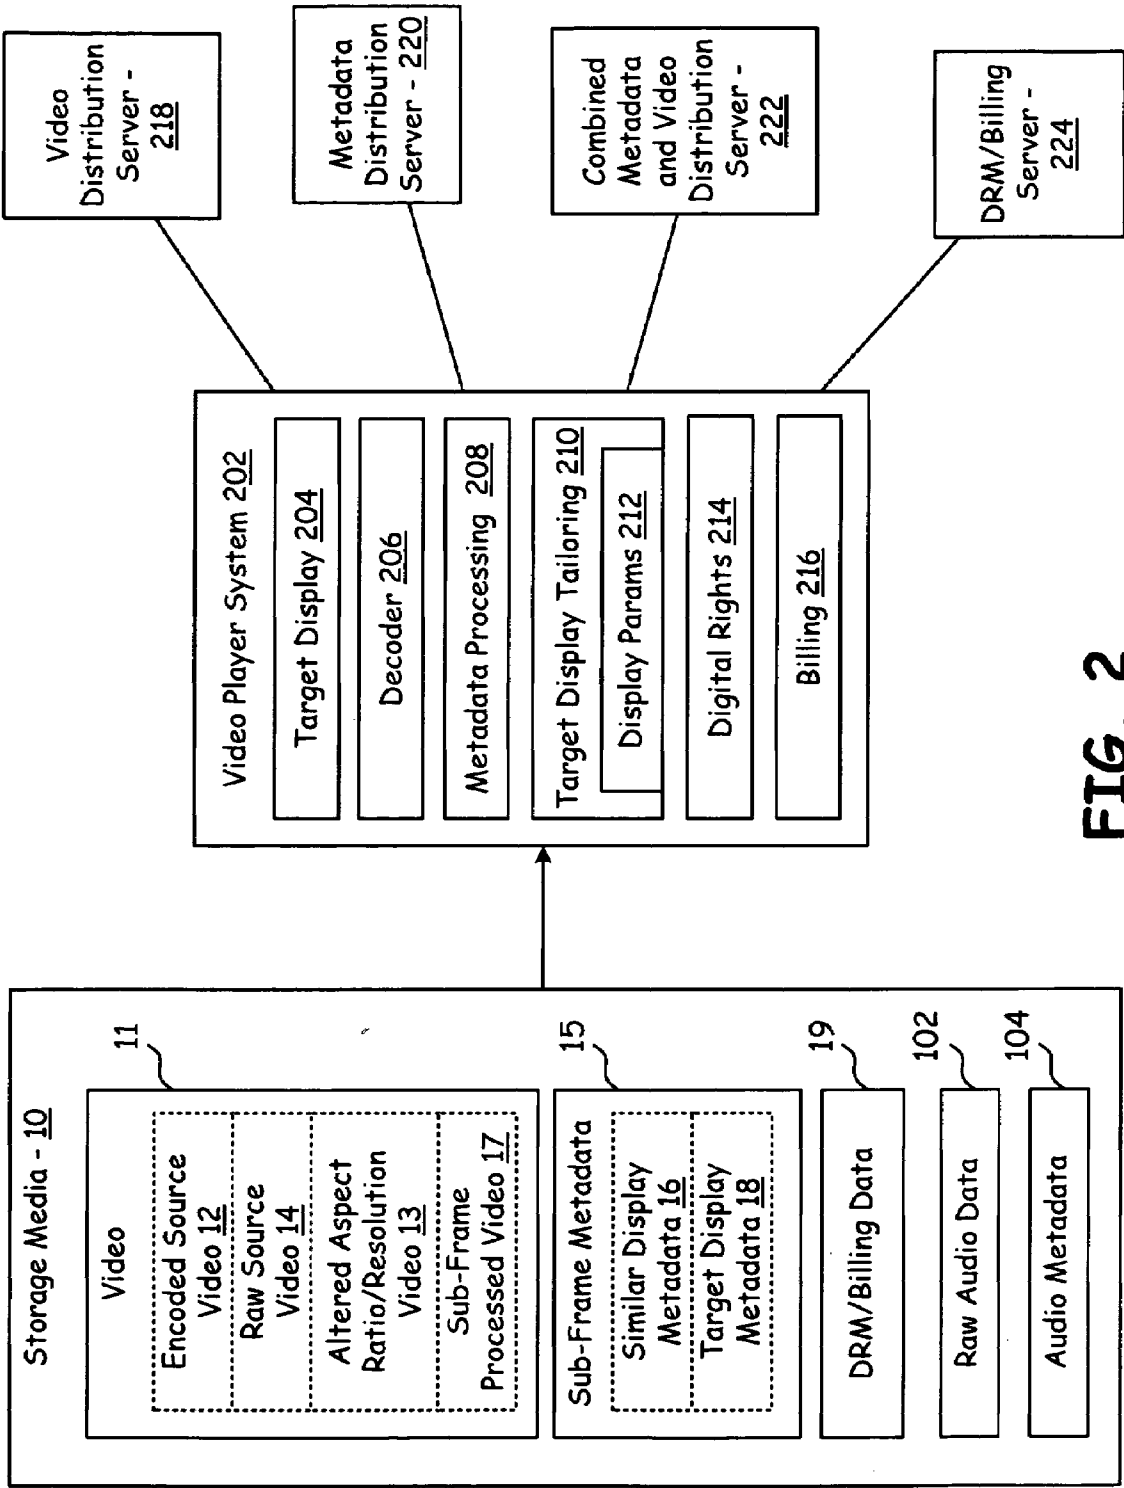 Storage Media - 10
Video
11
Encoded Source
Video 12
Raw Source
Video 14
Altered Aspect
Ratio/Resolution
Video 13
Sub-Frame
Processed Video 17
Sub-Frame Metadata
15
Similar Display
Metadata 16
Target Display
Metadata 18
DRM/Billing Data
19
Raw Audio Data
102
Audio Metadata
104
Video Player System 202
Target Display 204
Decoder 206
Metadata Processing 208
Target Display Tailoring 210
Display Params 212
Digital Rights 214
Billing 216
Video
Distribution
Server -
218
Metadata
Distribution
Server - 220
Combined
Metadata
and Video
Distribution
Server -
222
DRM/Billing
Server -
224
FIG. 2